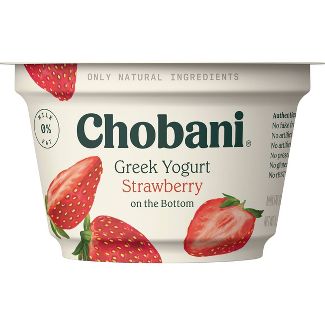 ONLY NATURAL INGREDIENTS
MILK
0%
FAT
Chobani®
Greek Yogurt
Strawberry
on the Bottom